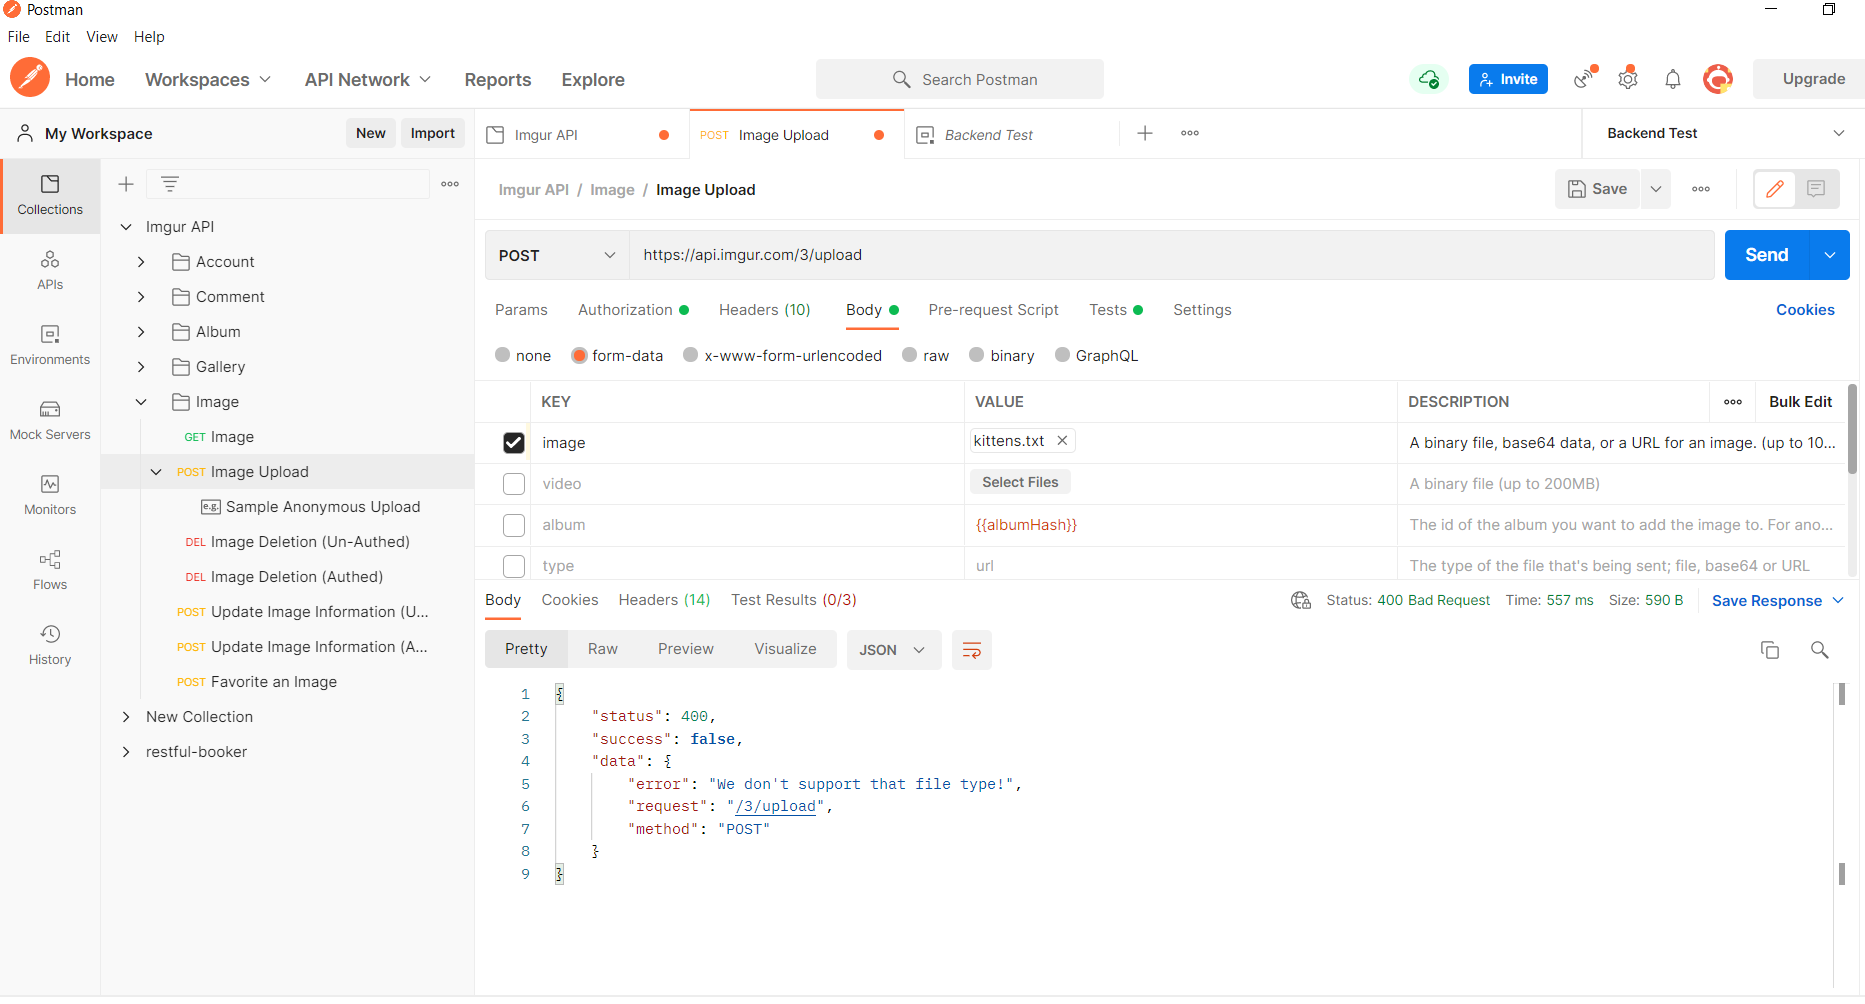 Postman
File Edit View Help
Home Workspaces API Network Reports Explore Search Postman Invite Upgrade
My Workspace New Import Imgur API POST Image Upload Backend Test Backend Test
Imgur API / Image / Image Upload Save
POST https://api.imgur.com/3/upload Send
Params Authorization Headers (10) Body Pre-request Script Tests Settings Cookies
none form-data x-www-form-urlencoded raw binary GraphQL
KEY VALUE DESCRIPTION Bulk Edit
image kittens.txt A binary file, base64 data, or a URL for an image. (up to 10...
video Select Files A binary file (up to 200MB)
album {{albumHash}} The id of the album you want to add the image to. For ano...
type url The type of the file that's being sent; file, base64 or URL
Collections
APIs
Environments
Mock Servers
Monitors
Flows
History
Imgur API
Account
Comment
Album
Gallery
Image
GET Image
POST Image Upload
e.g. Sample Anonymous Upload
DEL Image Deletion (Un-Authed)
DEL Image Deletion (Authed)
POST Update Image Information (U...
POST Update Image Information (A...
POST Favorite an Image
New Collection
restful-booker
Body Cookies Headers (14) Test Results (0/3) Status: 400 Bad Request Time: 557 ms Size: 590 B Save Response
Pretty Raw Preview Visualize JSON
1 {
2 "status": 400,
3 "success": false,
4 "data": {
5 "error": "We don't support that file type!",
6 "request": "/3/upload",
7 "method": "POST"
8 }
9 }